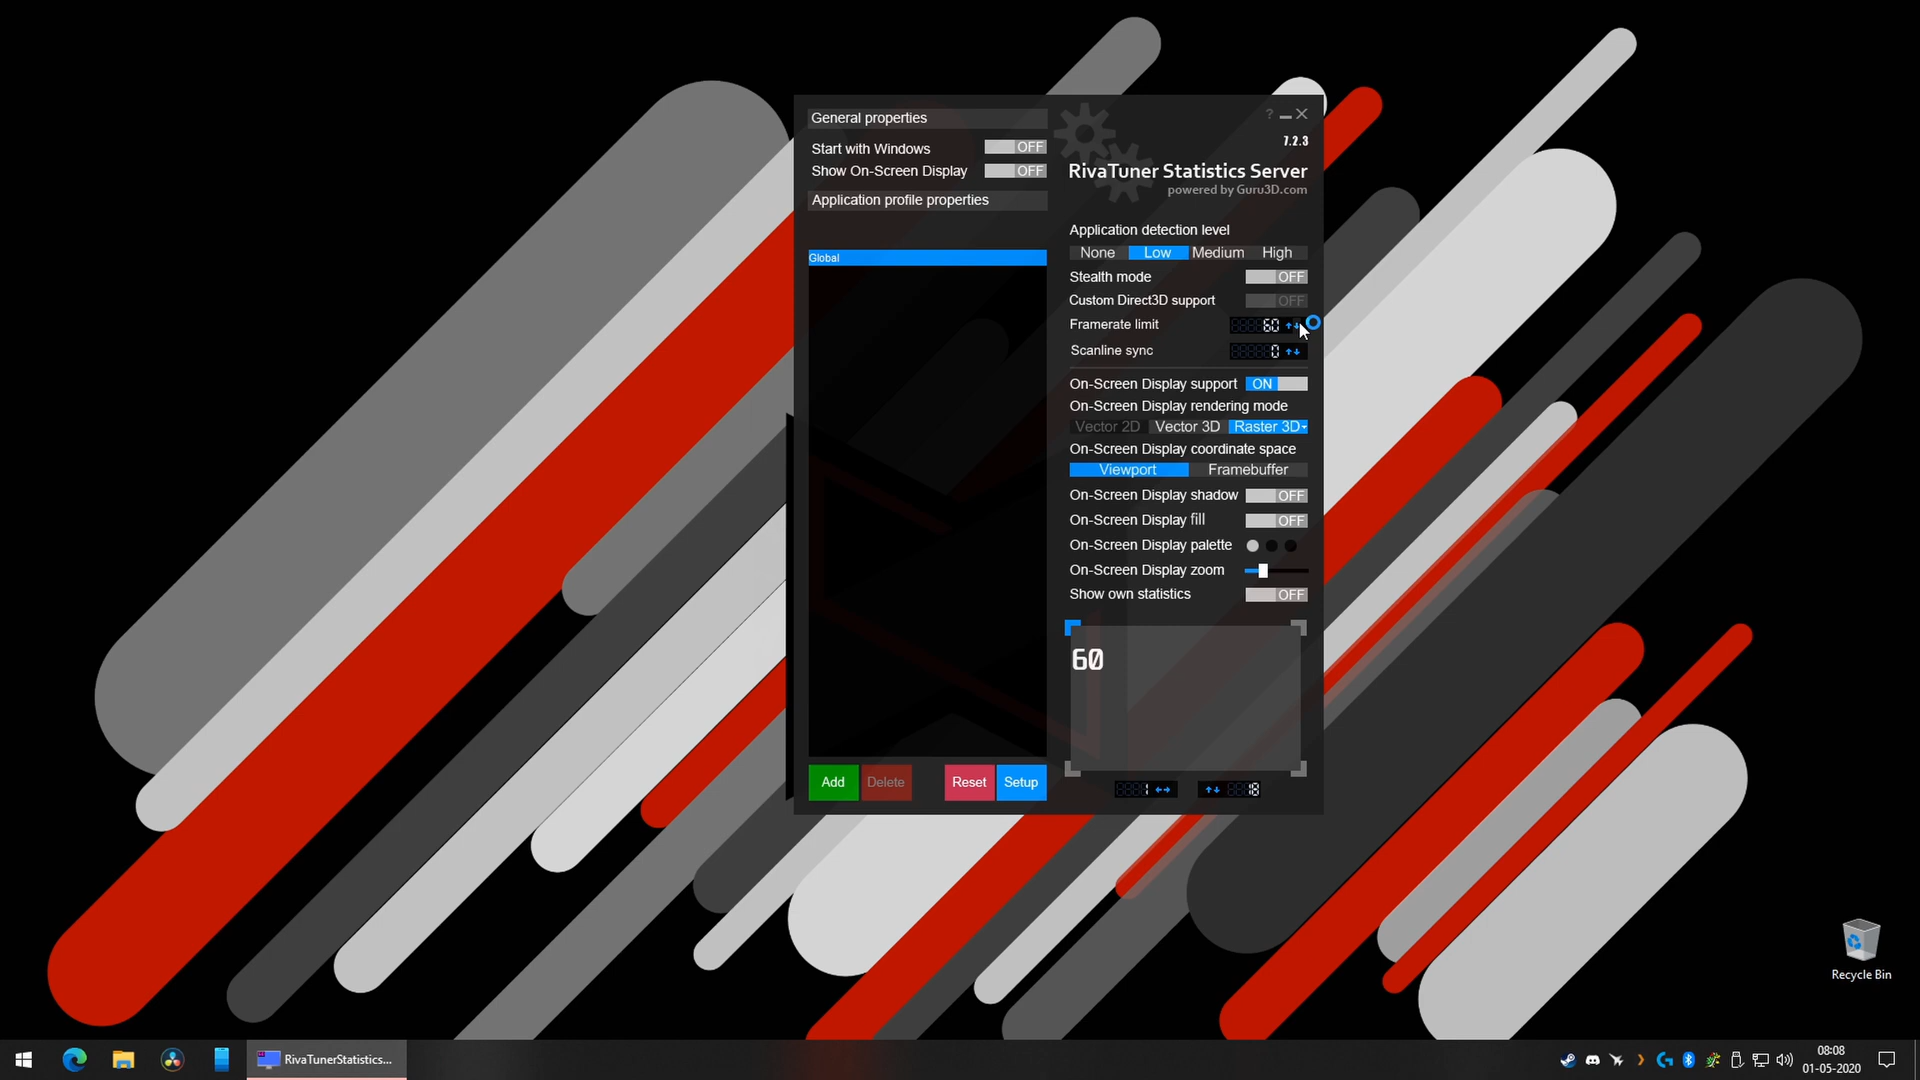 General properties
Start with Windows OFF
Show On-Screen Display OFF
Application profile properties
Global
Add Delete Reset Setup
?
7.2.3
RivaTuner Statistics Server
powered by Guru3D.com
Application detection level
None Low Medium High
Stealth mode OFF
Custom Direct3D support OFF
Framerate limit 60
Scanline sync 0
On-Screen Display support ON
On-Screen Display rendering mode
Vector 2D Vector 3D Raster 3D
On-Screen Display coordinate space
Viewport Framebuffer
On-Screen Display shadow OFF
On-Screen Display fill OFF
On-Screen Display palette
On-Screen Display zoom
Show own statistics OFF
60
1 18
Recycle Bin
RivaTunerStatistics...
08:08
01-05-2020